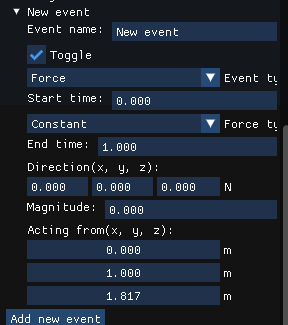 New event
Event name: New event
Toggle
Force Event ty
Start time: 0.000
Constant Force ty
End time: 1.000
Direction(x, y, z):
0.000 0.000 0.000 N
Magnitude: 0.000
Acting from(x, y, z):
0.000 m
1.000 m
1.817 m
Add new event